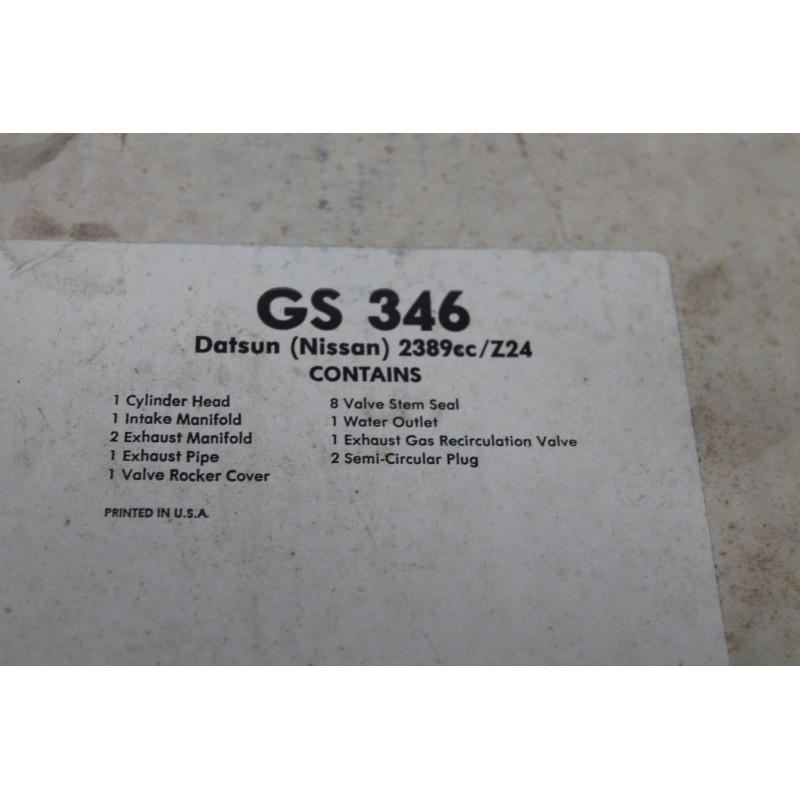 GS 346
Datsun (Nissan) 2389cc/Z24
CONTAINS
1 Cylinder Head
1 Intake Manifold
2 Exhaust Manifold
1 Exhaust Pipe
1 Valve Rocker Cover
8 Valve Stem Seal
1 Water Outlet
1 Exhaust Gas Recirculation Valve
2 Semi-Circular Plug
PRINTED IN U.S.A.